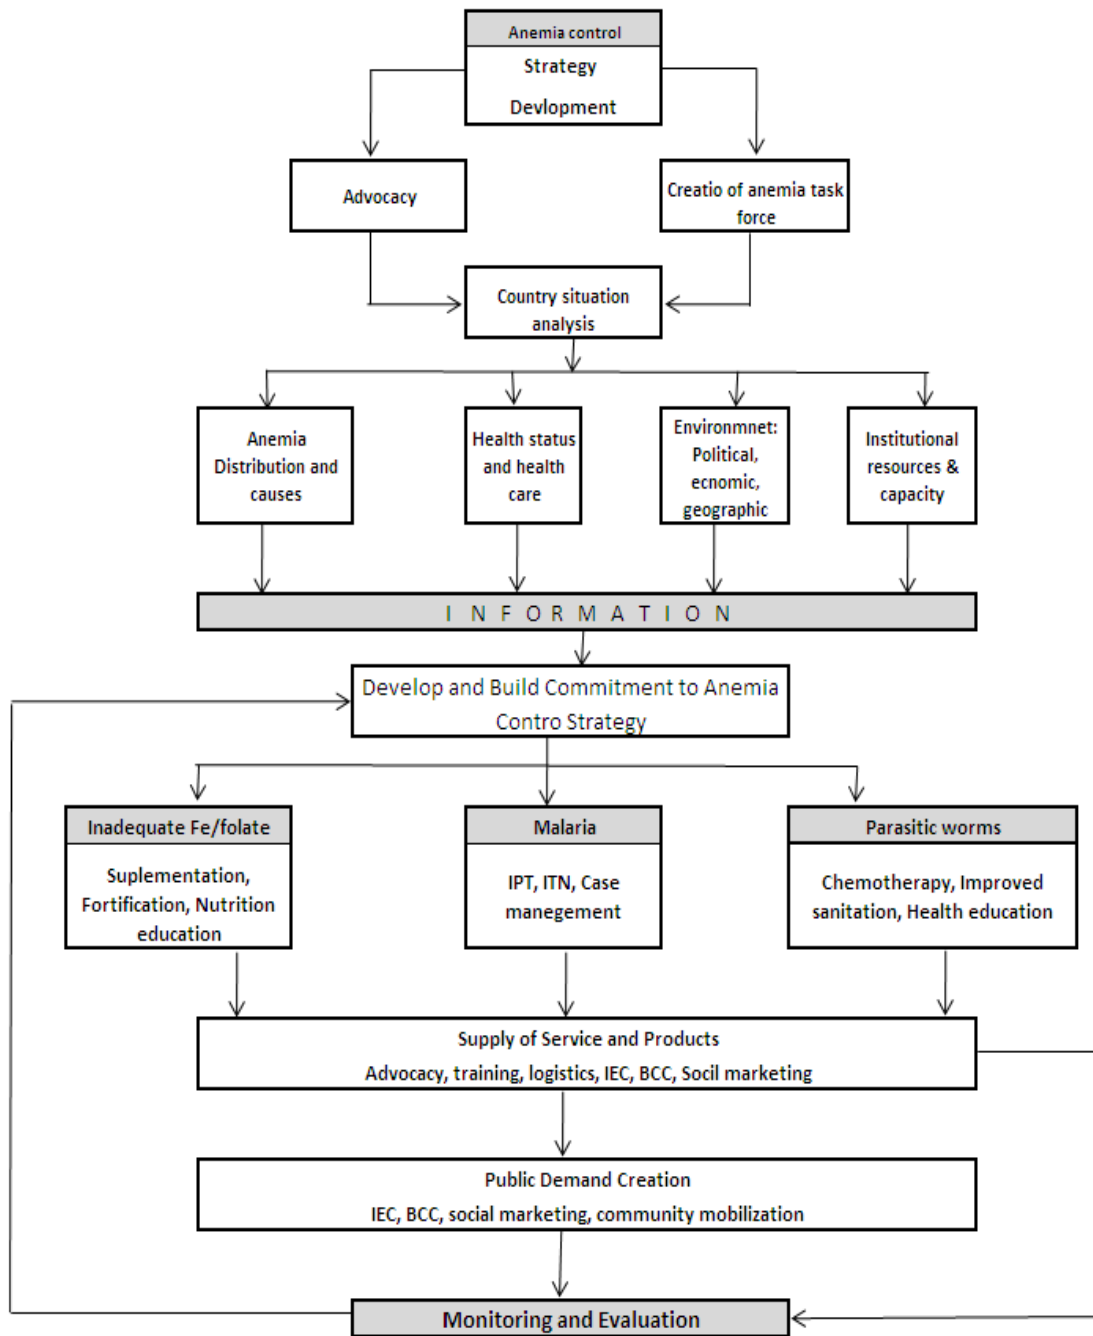 Anemia control
Strategy
Devlopment
Advocacy
Creatio of anemia task
force
Country situation
analysis
Anemia
Distribution and
causes
Health status
and health
care
Environmnet:
Political,
ecnomic,
geographic
Institutional
resources &
capacity
I N F O R M A T I O N
Develop and Build Commitment to Anemia
Contro Strategy
Inadequate Fe/folate
Suplementation,
Fortification, Nutrition
education
Malaria
IPT, ITN, Case
manegement
Parasitic worms
Chemotherapy, Improved
sanitation, Health education
Supply of Service and Products
Advocacy, training, logistics, IEC, BCC, Socil marketing
Public Demand Creation
IEC, BCC, social marketing, community mobilization
Monitoring and Evaluation